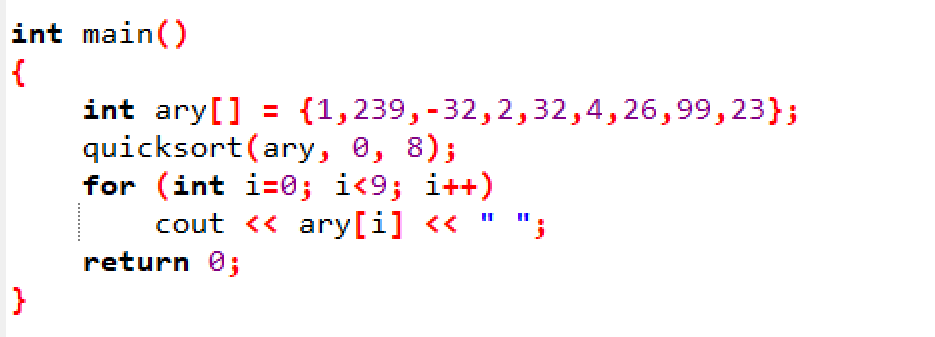 int main()
{
    int ary[] = {1,239,-32,2,32,4,26,99,23};
    quicksort(ary, 0, 8);
    for (int i=0; i<9; i++)
        cout << ary[i] << " ";
    return 0;
}